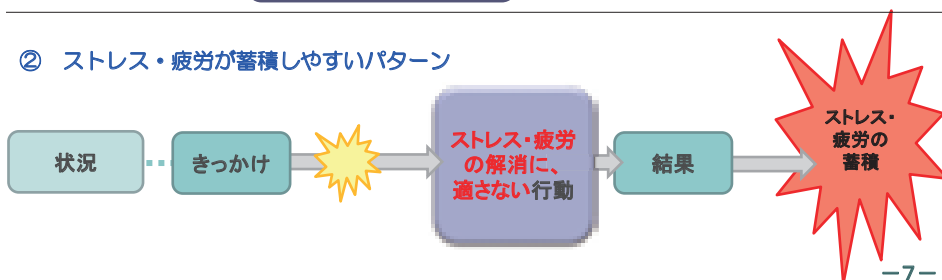 ② ストレス・疲労が蓄積しやすいパターン
状況
きっかけ
ストレス・疲労
の解消に、
適さない行動
結果
ストレス・
疲労の
蓄積
－7－